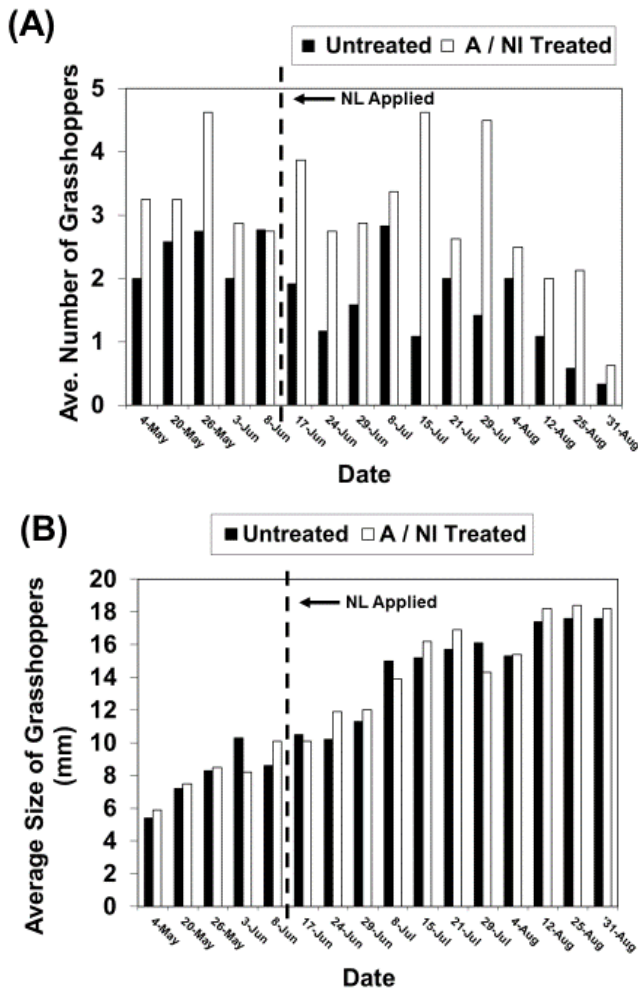 (A)
Untreated A / NI Treated
NL Applied
Ave. Number of Grasshoppers
5
4
3
2
1
0
4-May 20-May 26-May 3-Jun 8-Jun 17-Jun 24-Jun 29-Jun 8-Jul 15-Jul 21-Jul 29-Jul 4-Aug 12-Aug 25-Aug '31-Aug
Date
(B)
Untreated A / NI Treated
NL Applied
Average Size of Grasshoppers
(mm)
20
18
16
14
12
10
8
6
4
2
0
4-May 20-May 26-May 3-Jun 8-Jun 17-Jun 24-Jun 29-Jun 8-Jul 15-Jul 21-Jul 29-Jul 4-Aug 12-Aug 25-Aug '31-Aug
Date